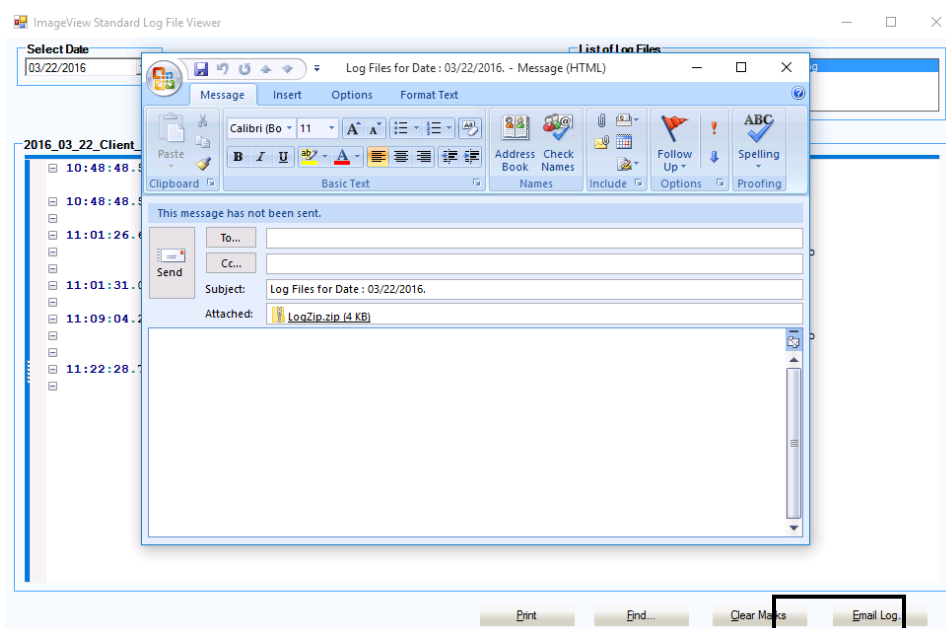 ImageView Standard Log File Viewer
Select Date
List of Log Files
03/22/2016
Log Files for Date : 03/22/2016. - Message (HTML)
Message Insert Options Format Text
Calibri (Bo 11
Paste
B I U
Address Book
Check Names
Follow Up
ABC
Spelling
Clipboard
Basic Text
Names
Include
Options
Proofing
2016_03_22_Client_
10:48:48.
10:48:48.
11:01:26.
11:01:31.
11:09:04.
11:22:28.
This message has not been sent.
Send
To...
Cc...
Subject: Log Files for Date : 03/22/2016.
Attached: LogZip.zip (4 KB)
Print Find... Clear Marks Email Log..